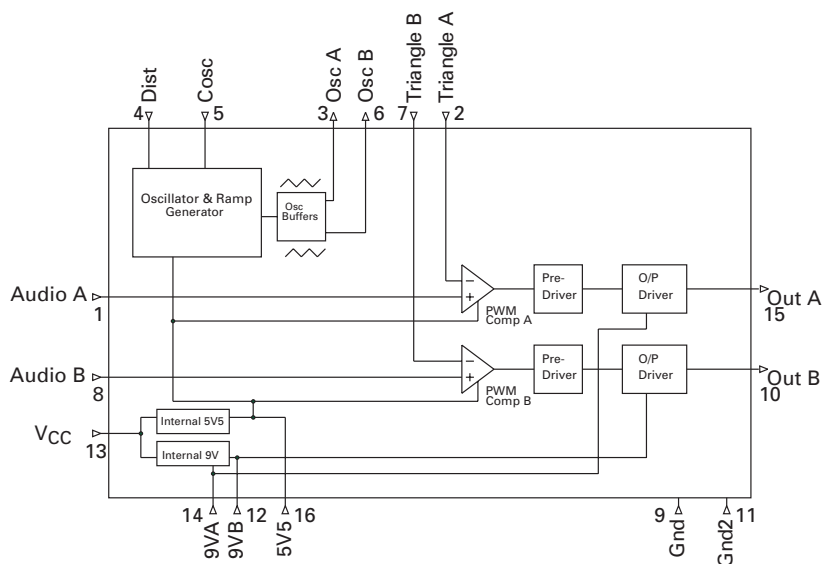 Dist
Cosc
Osc A
Osc B
Triangle B
Triangle A
4
5
3
6
7
2
Oscillator & Ramp
Generator
Osc
Buffers
Audio A
1
−
+
PWM
Comp A
Pre-
Driver
O/P
Driver
Out A
15
Audio B
8
−
+
PWM
Comp B
Pre-
Driver
O/P
Driver
Out B
10
VCC
13
Internal 5V5
Internal 9V
14
12
16
9
11
9VA
9VB
5V5
Gnd
Gnd2